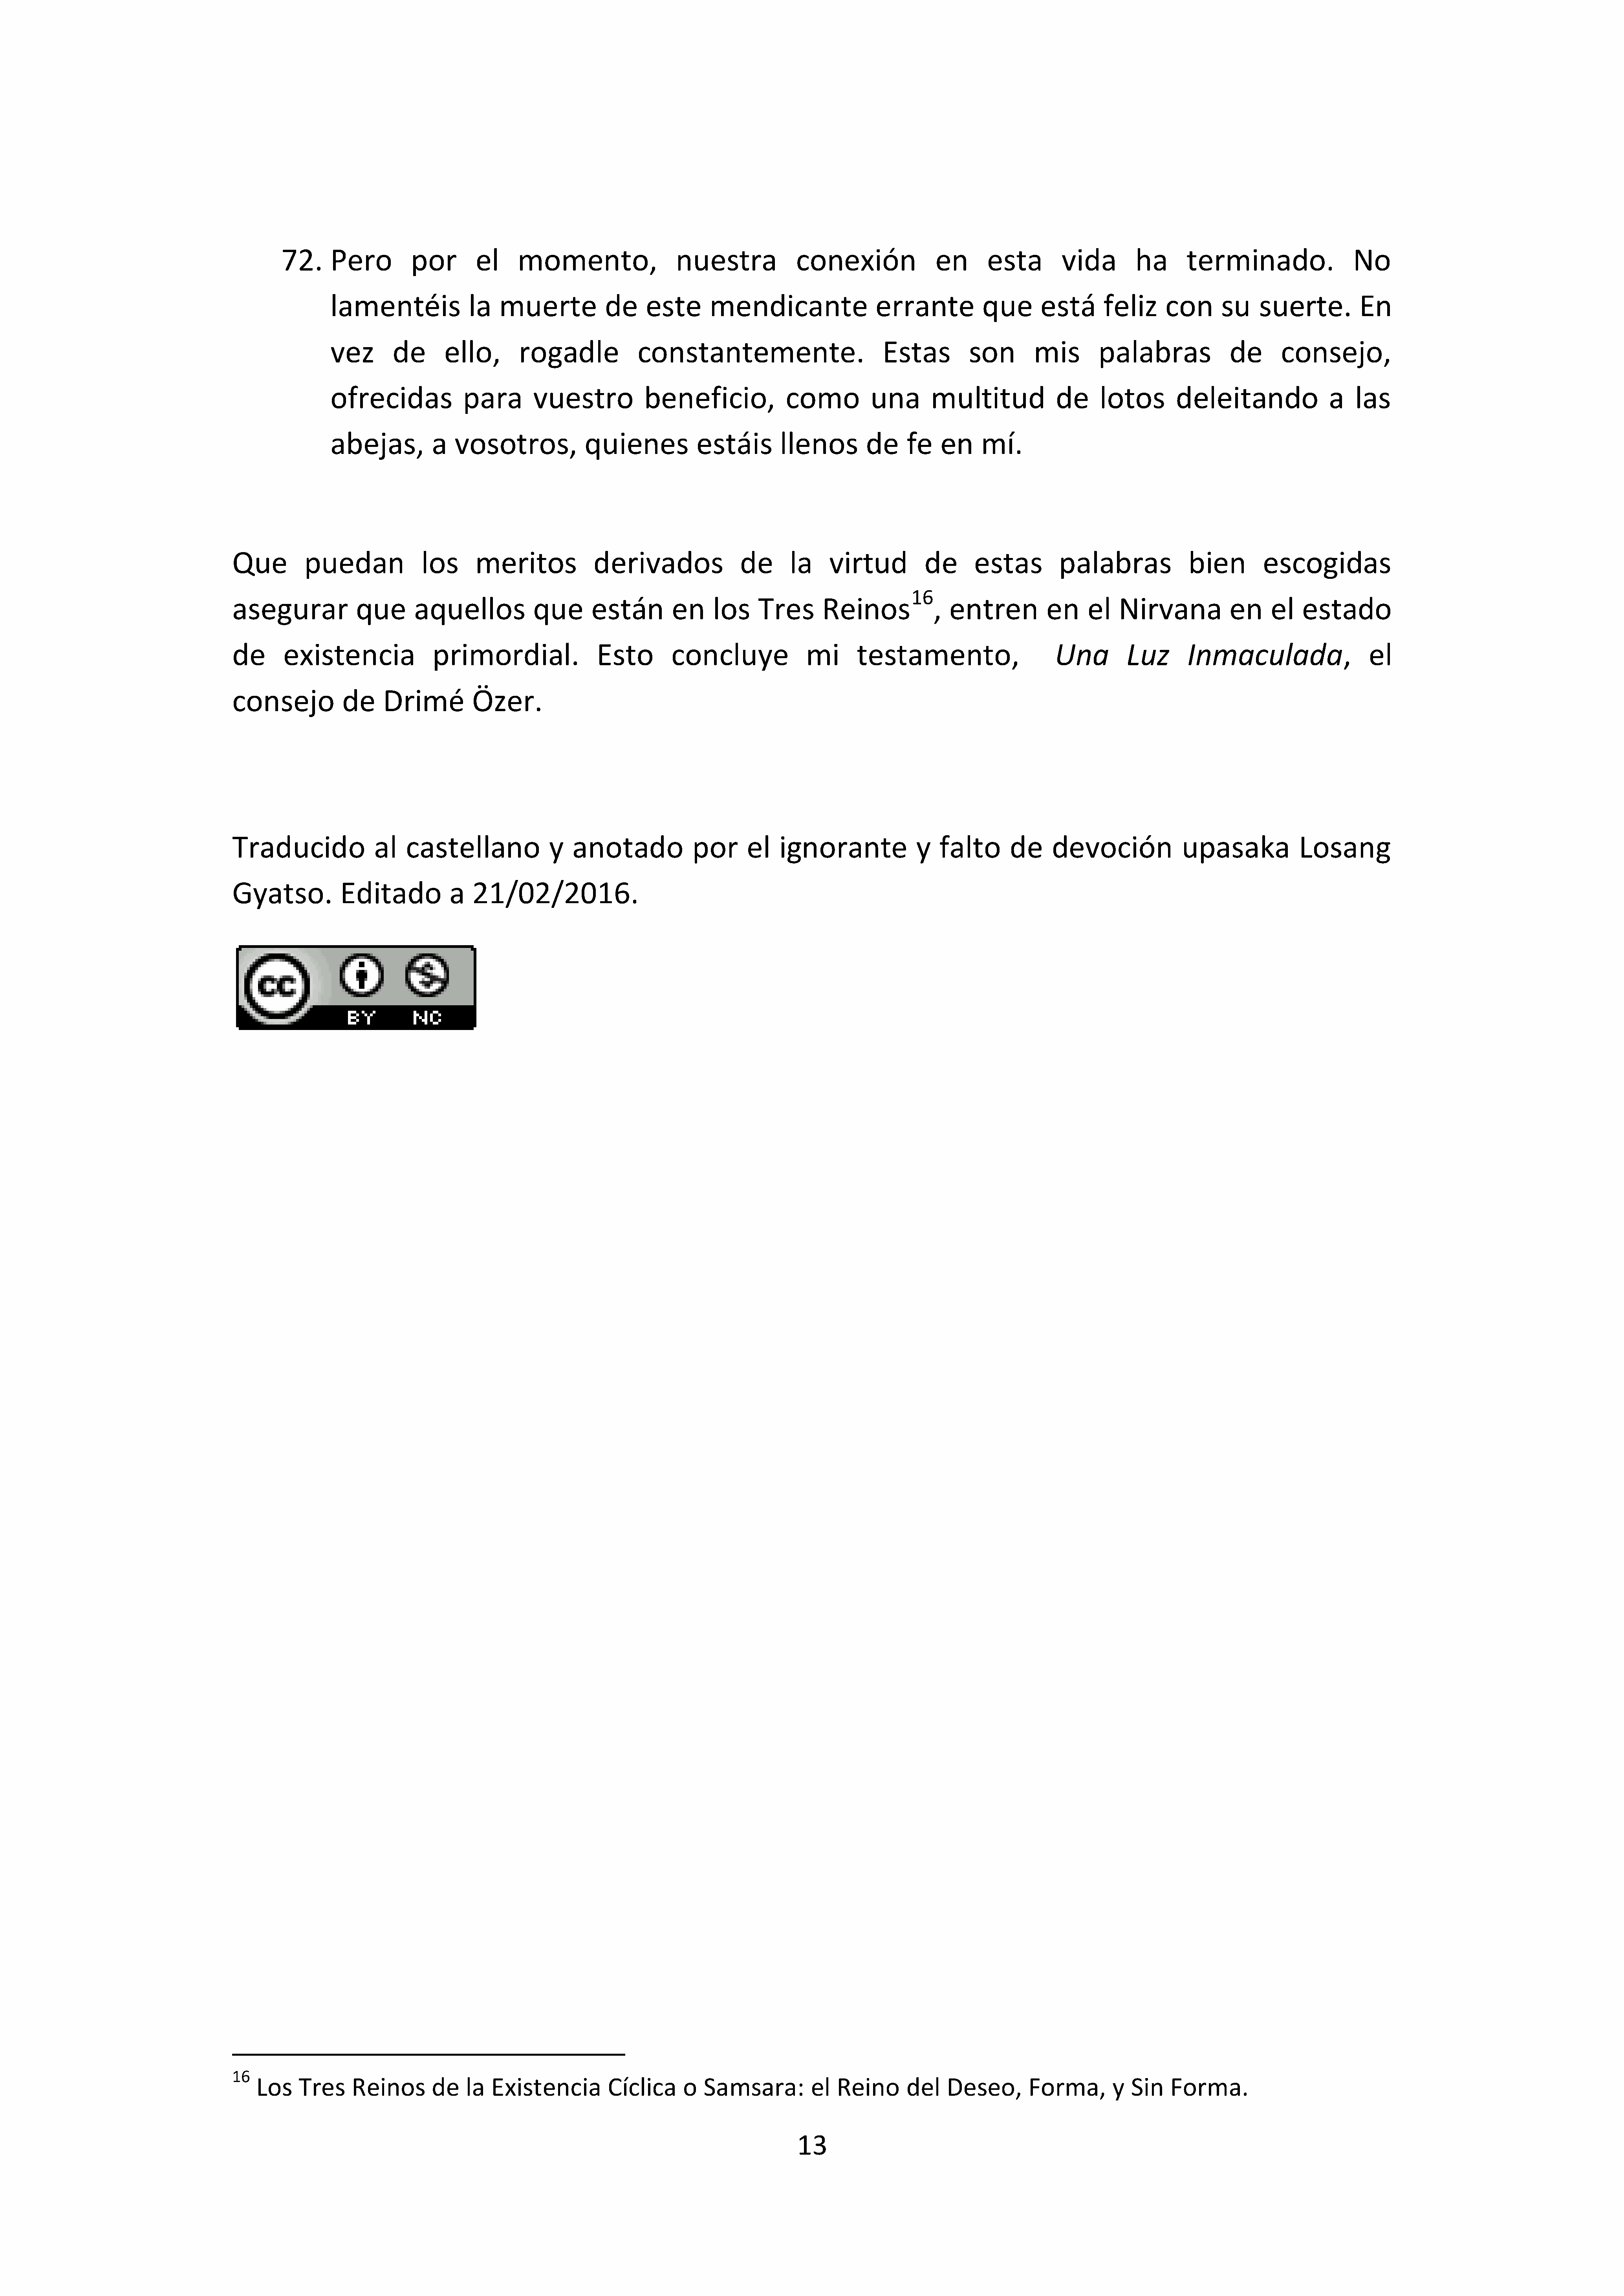 72. Pero por el momento, nuestra conexión en esta vida ha terminado. No
lamentéis la muerte de este mendicante errante que está feliz con su suerte. En
vez de ello, rogadle constantemente. Estas son mis palabras de consejo,
ofrecidas para vuestro beneficio, como una multitud de lotos deleitando a las
abejas, a vosotros, quienes estáis llenos de fe en mí.
Que puedan los meritos derivados de la virtud de estas palabras bien escogidas
asegurar que aquellos que están en los Tres Reinos16, entren en el Nirvana en el estado
de existencia primordial. Esto concluye mi testamento, Una Luz Inmaculada, el
consejo de Drimé Özer.
Traducido al castellano y anotado por el ignorante y falto de devoción upasaka Losang
Gyatso. Editado a 21/02/2016.
cc
BY NC
16 Los Tres Reinos de la Existencia Cíclica o Samsara: el Reino del Deseo, Forma, y Sin Forma.
13